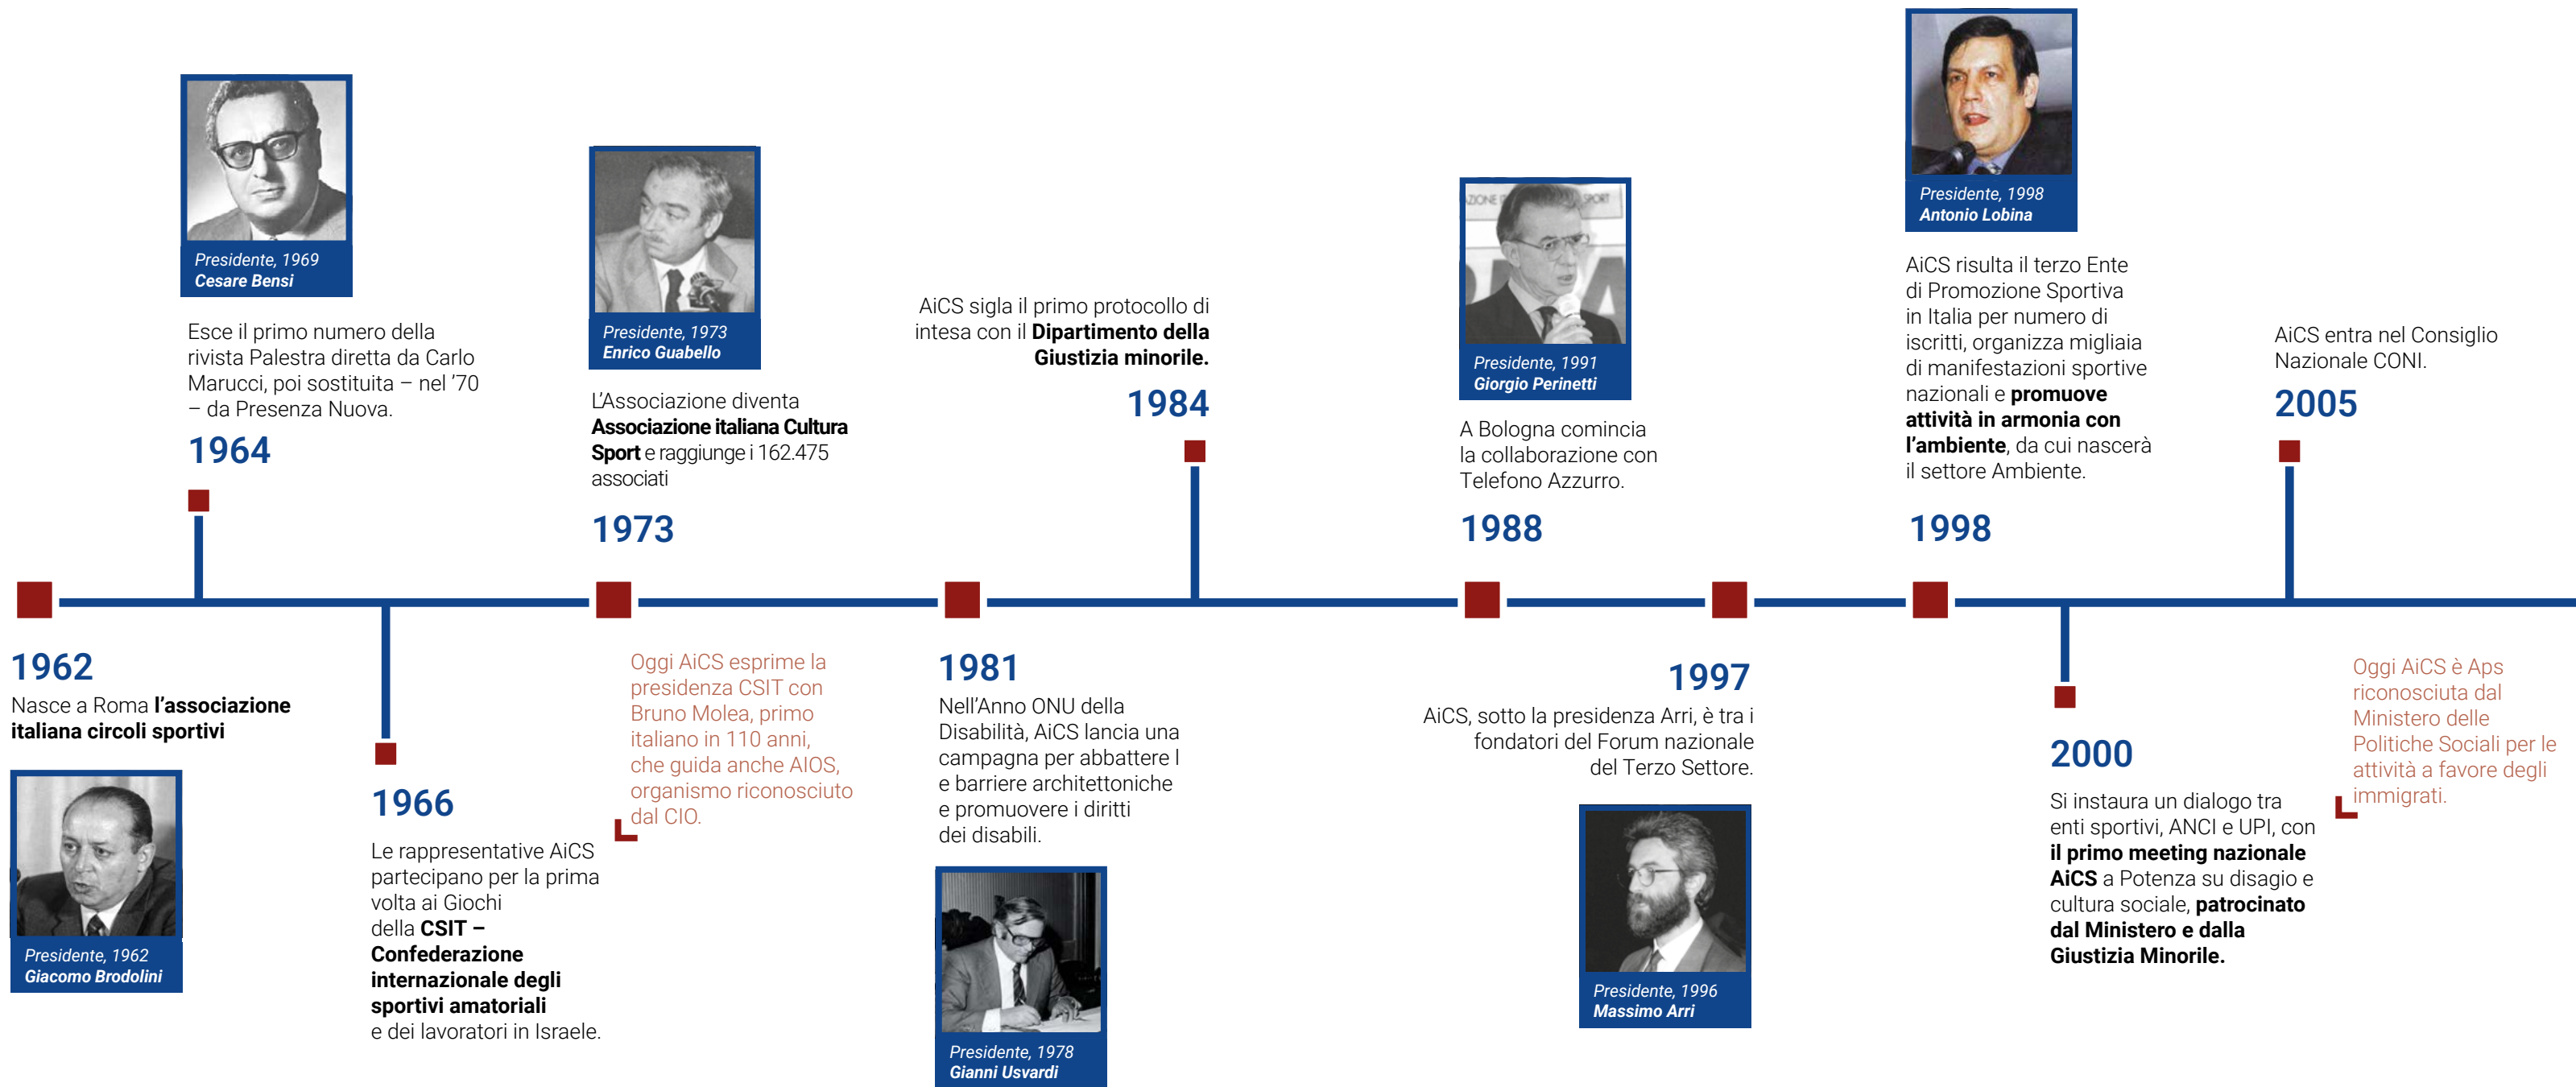 Presidente, 1969
Cesare Bensi
Esce il primo numero della
rivista Palestra diretta da Carlo
Marucci, poi sostituita – nel ’70
– da Presenza Nuova.
1964
Presidente, 1973
Enrico Guabello
L’Associazione diventa
Associazione italiana Cultura
Sport e raggiunge i 162.475
associati
1973
AiCS sigla il primo protocollo di
intesa con il Dipartimento della
Giustizia minorile.
1984
ZIONE
SPORT
Presidente, 1991
Giorgio Perinetti
A Bologna comincia
la collaborazione con
Telefono Azzurro.
1988
Presidente, 1998
Antonio Lobina
AiCS risulta il terzo Ente
di Promozione Sportiva
in Italia per numero di
iscritti, organizza migliaia
di manifestazioni sportive
nazionali e promuove
attività in armonia con
l’ambiente, da cui nascerà
il settore Ambiente.
1998
AiCS entra nel Consiglio
Nazionale CONI.
2005
1962
Nasce a Roma l’associazione
italiana circoli sportivi
Presidente, 1962
Giacomo Brodolini
1966
Le rappresentative AiCS
partecipano per la prima
volta ai Giochi
della CSIT –
Confederazione
internazionale degli
sportivi amatoriali
e dei lavoratori in Israele.
Oggi AiCS esprime la
presidenza CSIT con
Bruno Molea, primo
italiano in 110 anni,
che guida anche AIOS,
organismo riconosciuto
dal CIO.
1981
Nell’Anno ONU della
Disabilità, AiCS lancia una
campagna per abbattere l
e barriere architettoniche
e promuovere i diritti
dei disabili.
Presidente, 1978
Gianni Usvardi
1997
AiCS, sotto la presidenza Arri, è tra i
fondatori del Forum nazionale
del Terzo Settore.
Presidente, 1996
Massimo Arri
2000
Si instaura un dialogo tra
enti sportivi, ANCI e UPI, con
il primo meeting nazionale
AiCS a Potenza su disagio e
cultura sociale, patrocinato
dal Ministero e dalla
Giustizia Minorile.
Oggi AiCS è Aps
riconosciuta dal
Ministero delle
Politiche Sociali per le
attività a favore degli
immigrati.